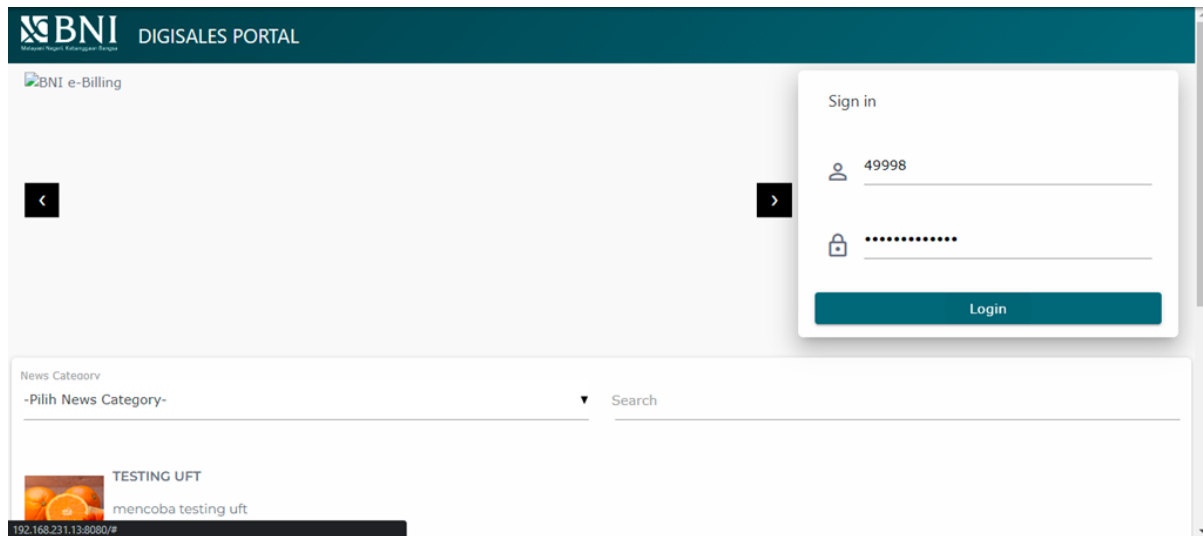 BNI
Melayani Negeri, Kebanggaan Bangsa
DIGISALES PORTAL
BNI e-Billing
Sign in
49998
•••••••••••••
Login
News Category
-Pilih News Category-
Search
TESTING UFT
mencoba testing uft
192.168.231.13:8080/#